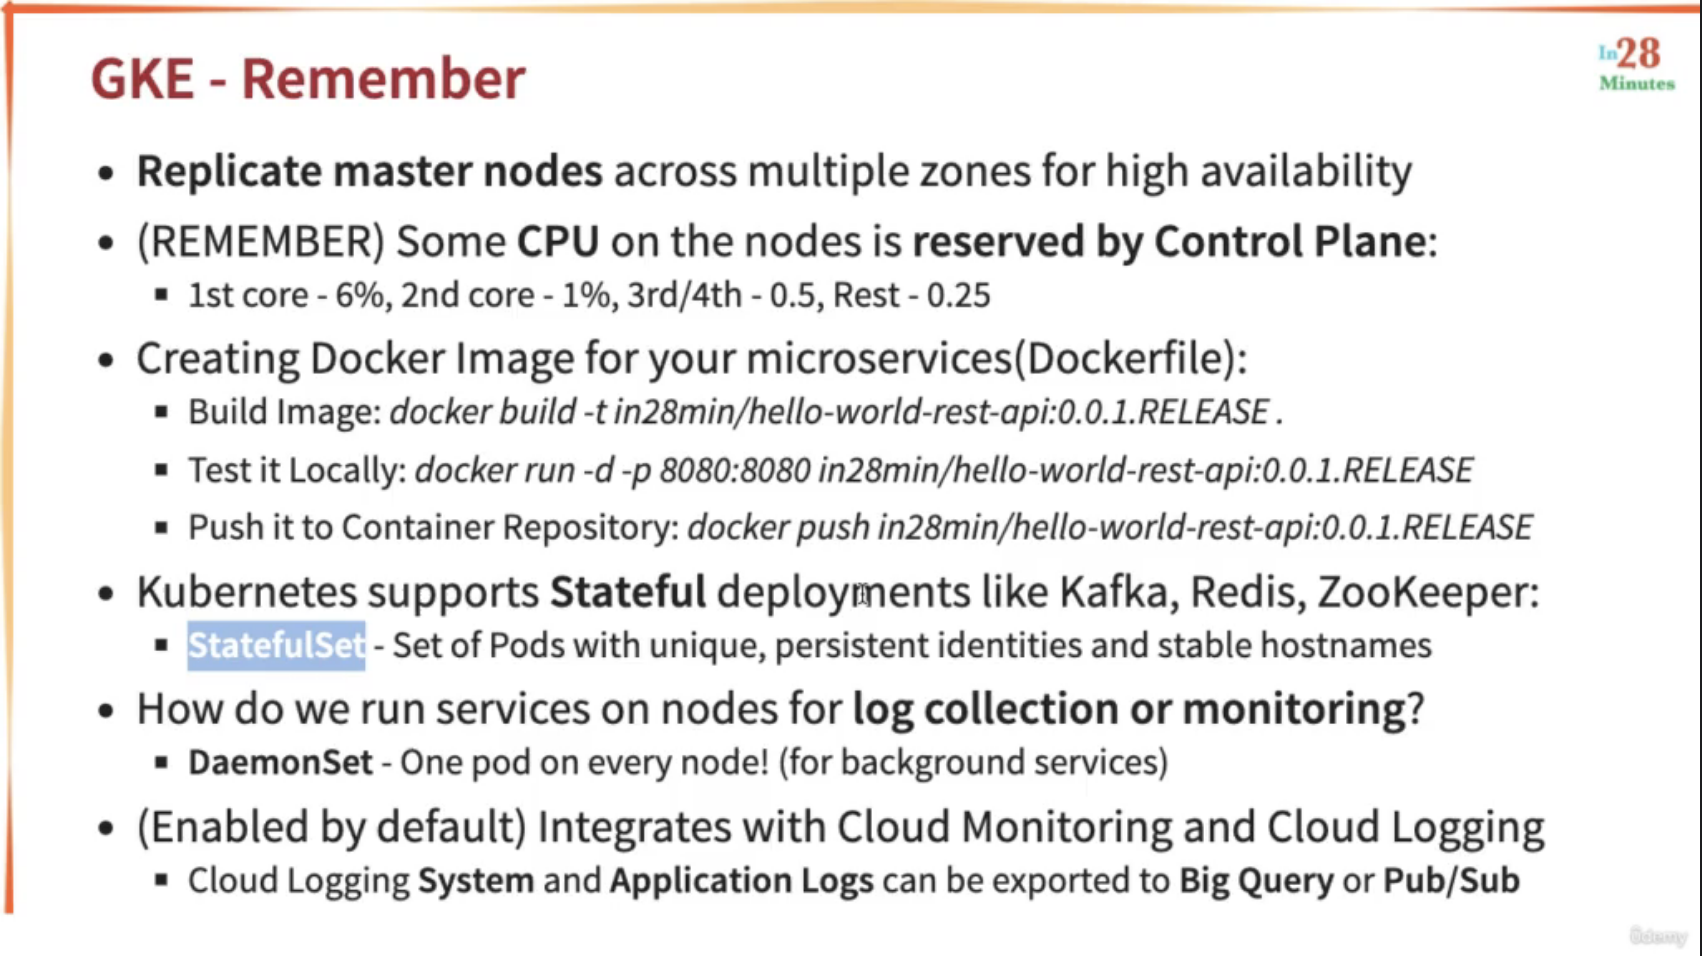 GKE - Remember
In28
Minutes
• Replicate master nodes across multiple zones for high availability
• (REMEMBER) Some CPU on the nodes is reserved by Control Plane:
▪ 1st core - 6%, 2nd core - 1%, 3rd/4th - 0.5, Rest - 0.25
• Creating Docker Image for your microservices(Dockerfile):
▪ Build Image: docker build -t in28min/hello-world-rest-api:0.0.1.RELEASE .
▪ Test it Locally: docker run -d -p 8080:8080 in28min/hello-world-rest-api:0.0.1.RELEASE
▪ Push it to Container Repository: docker push in28min/hello-world-rest-api:0.0.1.RELEASE
• Kubernetes supports Stateful deployments like Kafka, Redis, ZooKeeper:
▪ StatefulSet - Set of Pods with unique, persistent identities and stable hostnames
• How do we run services on nodes for log collection or monitoring?
▪ DaemonSet - One pod on every node! (for background services)
• (Enabled by default) Integrates with Cloud Monitoring and Cloud Logging
▪ Cloud Logging System and Application Logs can be exported to Big Query or Pub/Sub
ûdemy